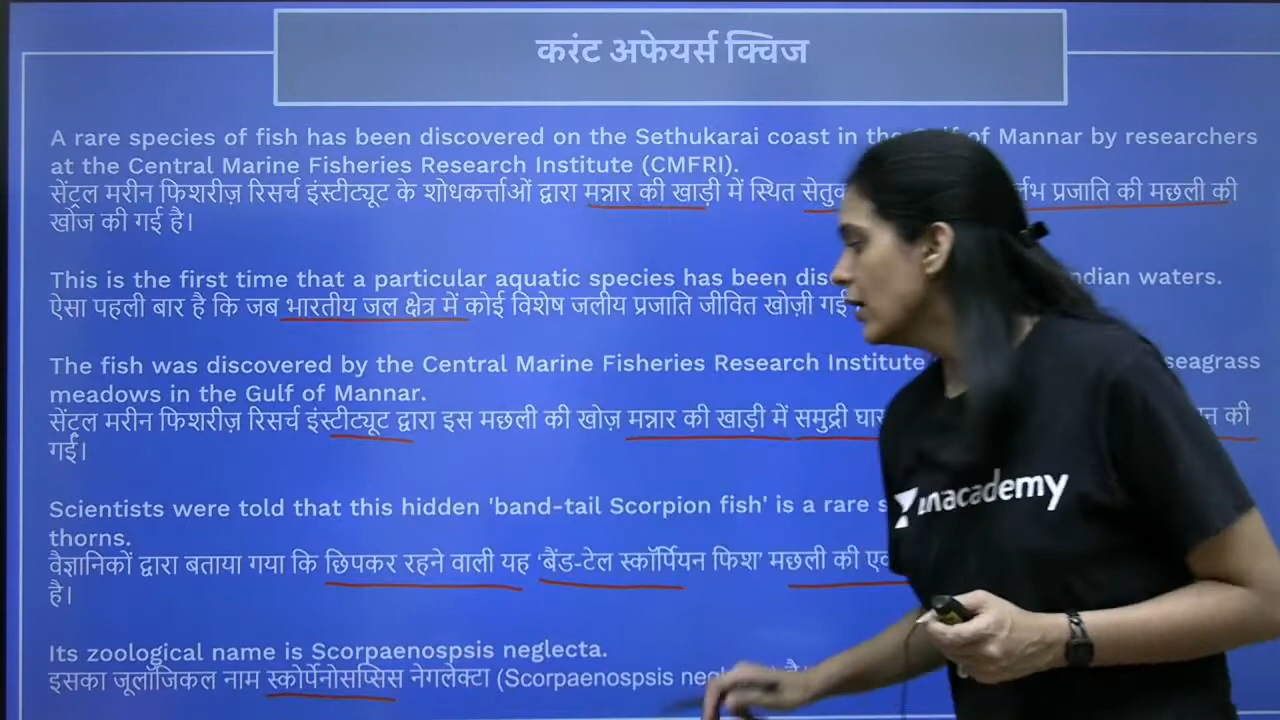 करंट अफेयर्स क्विज
A rare species of fish has been discovered on the Sethukarai coast in the of Mannar by researchers
at the Central Marine Fisheries Research Institute (CMFRI).
सेंट्रल मरीन फिशरीज़ रिसर्च इंस्टीट्यूट के शोधकर्त्ताओं द्वारा मन्नार की खाड़ी में स्थित प्रजाति की मछली की
खोज की गई है।
This is the first time that a particular aquatic species has been waters.
ऐसा पहली बार है कि जब भारतीय जल क्षेत्र में कोई विशेष जलीय प्रजाति जीवित खोज़ी गई
The fish was discovered by the Central Marine Fisheries Research Institute seagrass
meadows in the Gulf of Mannar.
सेंट्रल मरीन फिशरीज़ रिसर्च इंस्टीट्यूट द्वारा इस मछली की खोज़ मन्नार की खाड़ी में समुद्री की
गई।
Scientists were told that this hidden 'band-tail Scorpion fish' is a rare
thorns.
वैज्ञानिकों द्वारा बताया गया कि छिपकर रहने वाली यह 'बैंड-टेल स्कॉर्पियन फिश' मछली की
है।
Its zoological name is Scorpaenospsis neglecta.
इसका जूलॉजिकल नाम स्कोर्पेनोसप्सिस नेगलेक्टा (Scorpaenospsis है।
unacademy